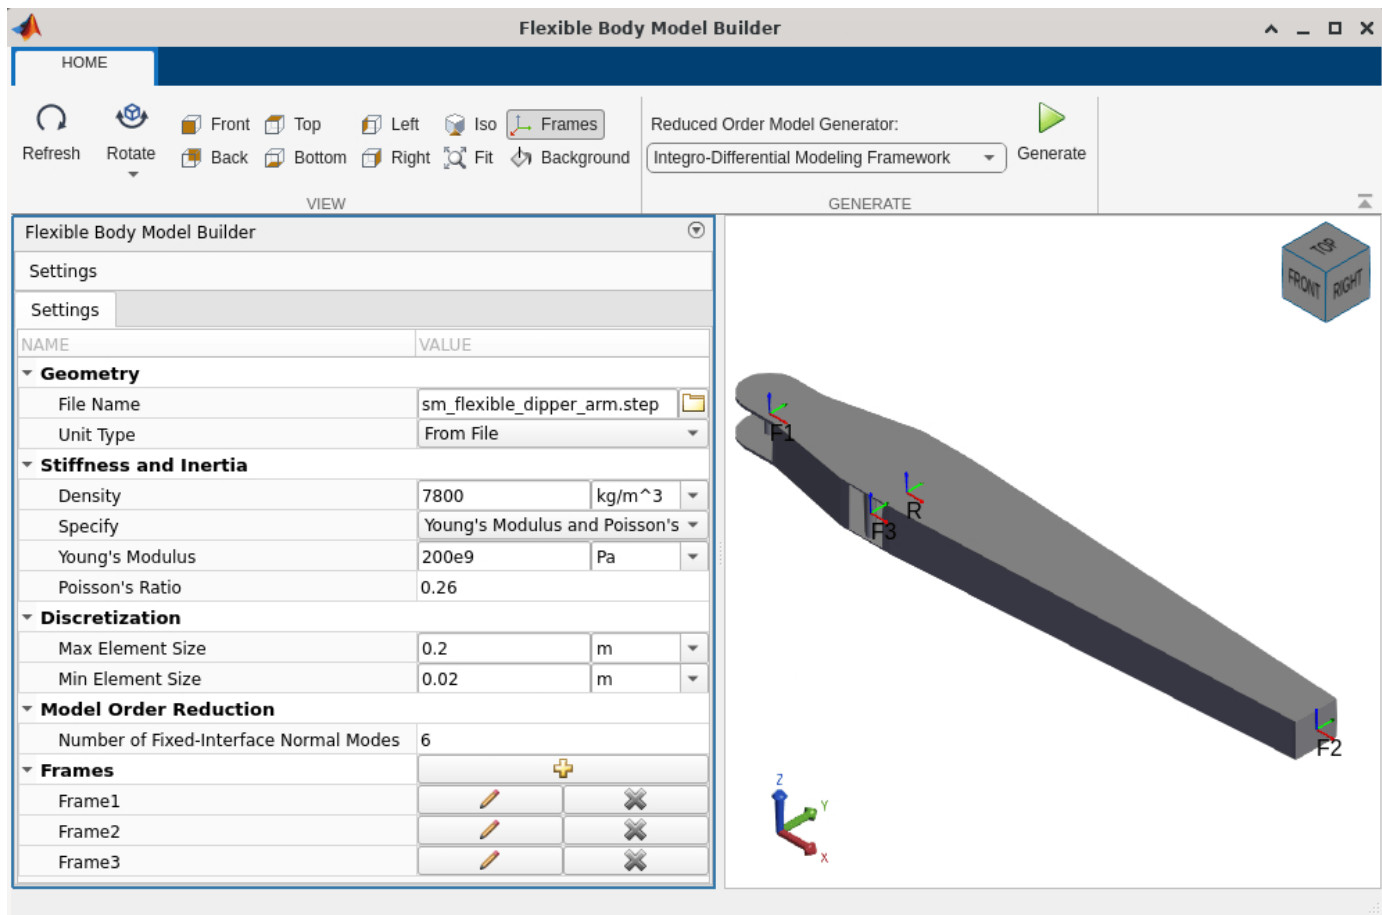 Flexible Body Model Builder
HOME
Refresh
Rotate
Front
Top
Left
Iso
Frames
Back
Bottom
Right
Fit
Background
VIEW
Reduced Order Model Generator:
Integro-Differential Modeling Framework
Generate
GENERATE
Flexible Body Model Builder
Settings
Settings
NAME VALUE
Geometry
File Name sm_flexible_dipper_arm.step
Unit Type From File
Stiffness and Inertia
Density 7800 kg/m^3
Specify Young's Modulus and Poisson's
Young's Modulus 200e9 Pa
Poisson's Ratio 0.26
Discretization
Max Element Size 0.2 m
Min Element Size 0.02 m
Model Order Reduction
Number of Fixed-Interface Normal Modes 6
Frames
Frame1
Frame2
Frame3
TOP
FRONT
RIGHT
F1
R
F3
F2
Z
Y
X